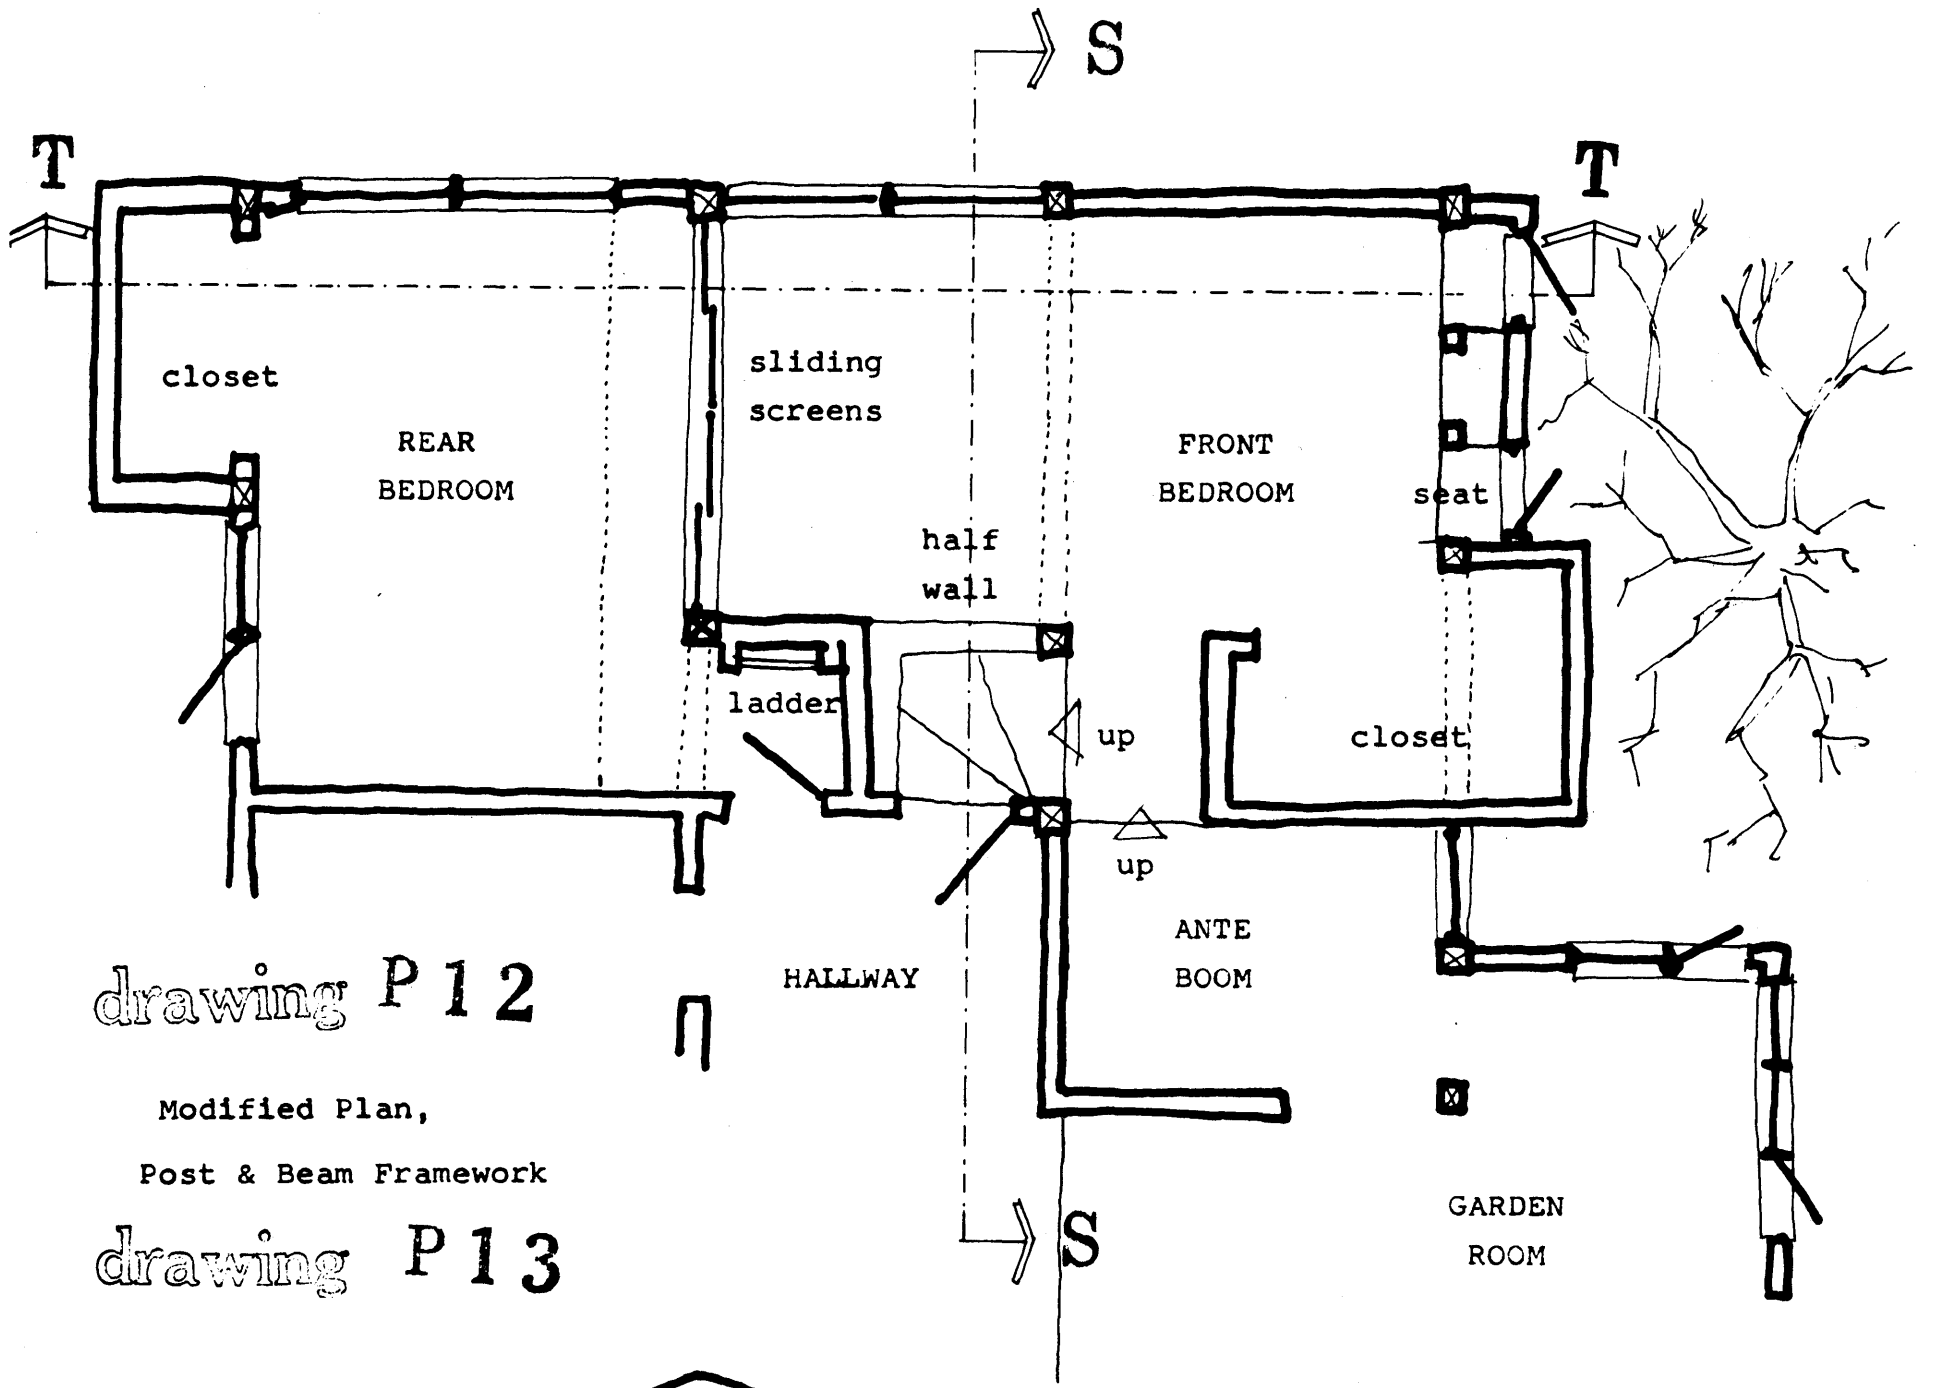 S
T
T
closet
sliding
screens
REAR
BEDROOM
FRONT
BEDROOM
seat
half
wall
ladder
up
closet
up
ANTE
BOOM
HALLWAY
drawing P12
Modified Plan,
Post & Beam Framework
drawing P13
S
GARDEN
ROOM